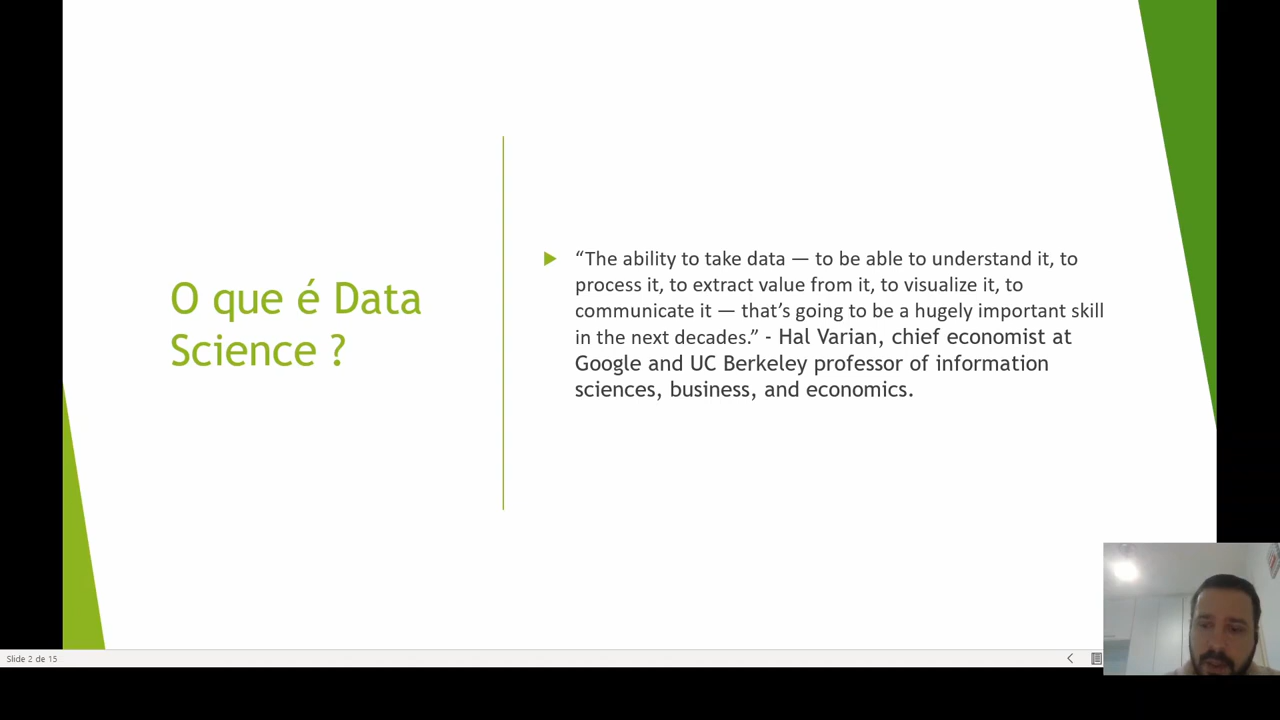 O que é Data
Science ?
“The ability to take data — to be able to understand it, to
process it, to extract value from it, to visualize it, to
communicate it — that’s going to be a hugely important skill
in the next decades.” - Hal Varian, chief economist at
Google and UC Berkeley professor of information
sciences, business, and economics.
Slide 2 de 15